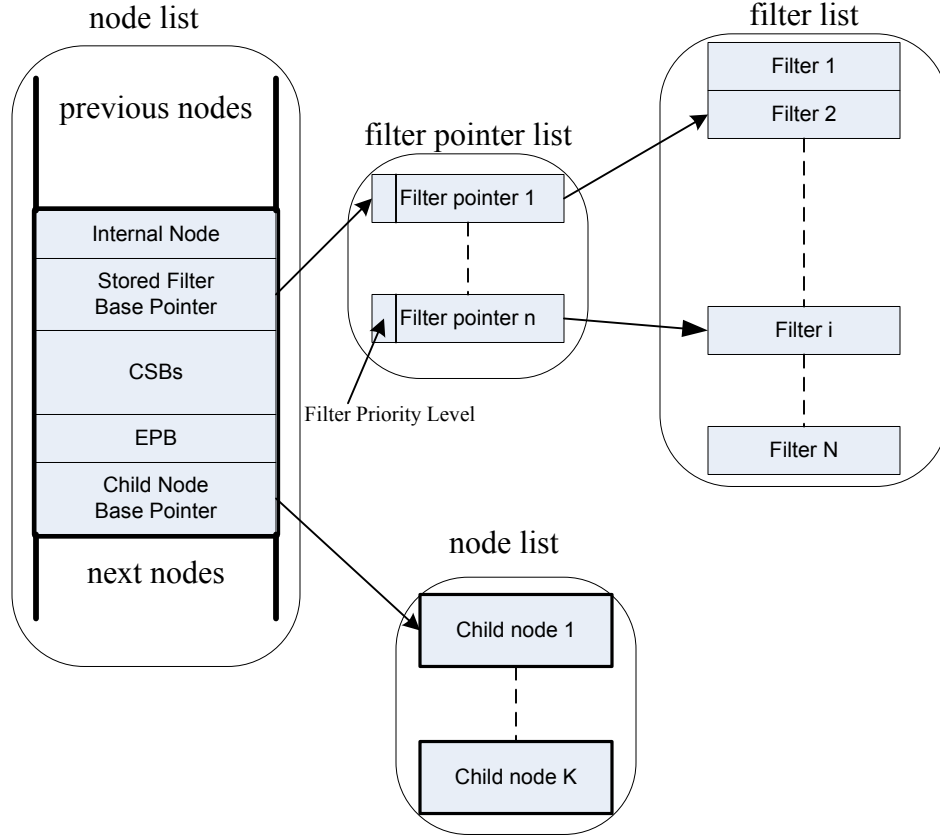 node list
previous nodes
Internal Node
Stored Filter
Base Pointer
CSBs
EPB
Child Node
Base Pointer
next nodes
filter pointer list
Filter pointer 1
Filter pointer n
Filter Priority Level
filter list
Filter 1
Filter 2
Filter i
Filter N
node list
Child node 1
Child node K